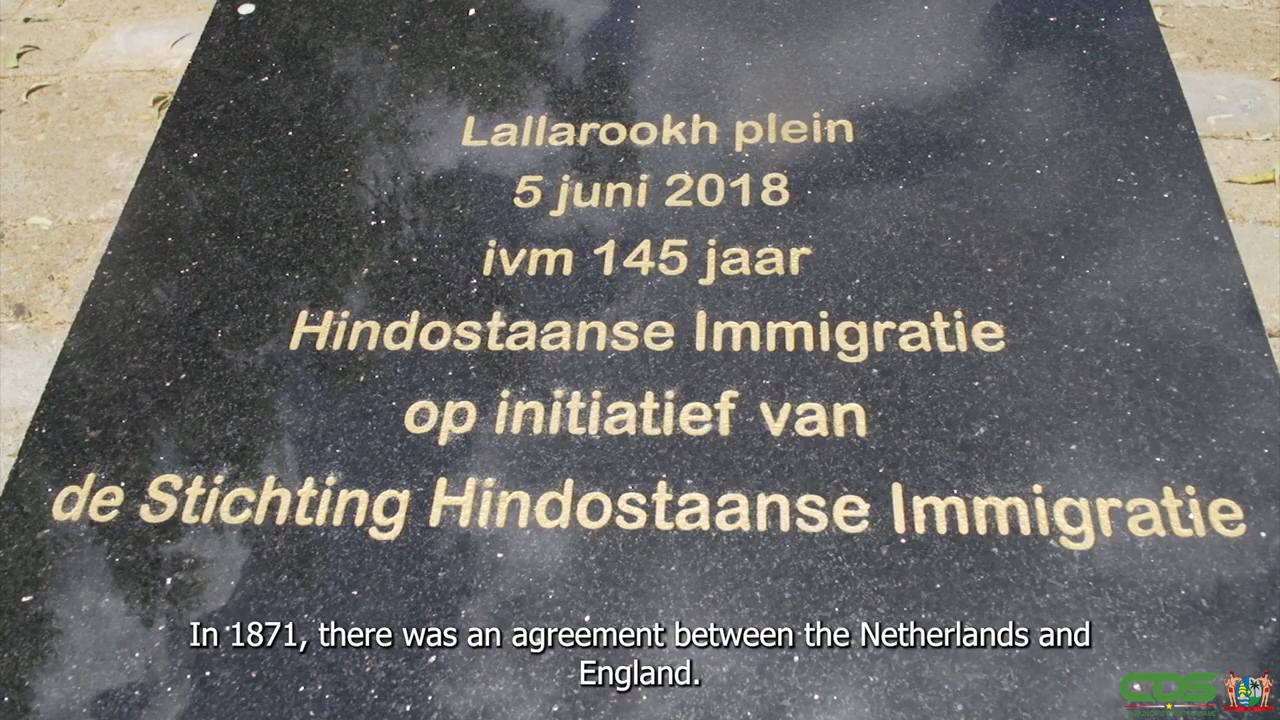 Lallarookh plein
5 juni 2018
ivm 145 jaar
Hindostaanse Immigratie
op initiatief van
de Stichting Hindostaanse Immigratie
In 1871, there was an agreement between the Netherlands and
England.
CDS